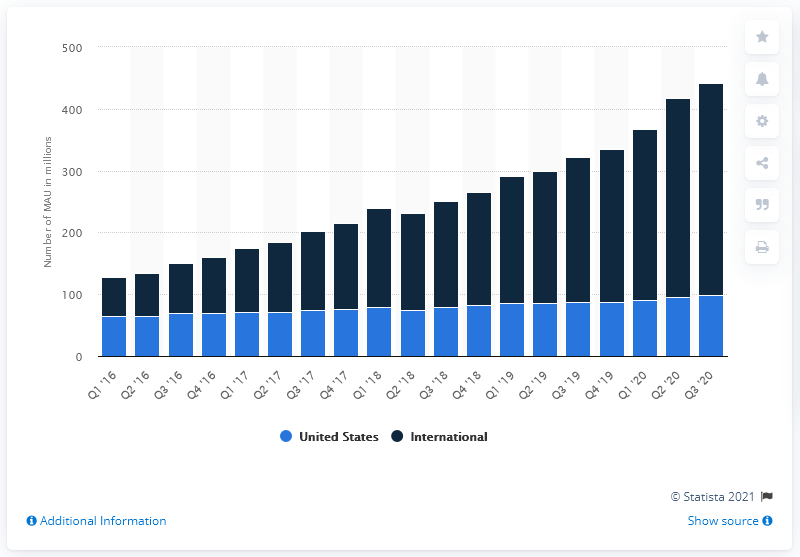 500
400
300
200
100
0
Number of MAU in millions
Q1 '16
Q2 '16
Q3 '16
Q4 '16
Q1 '17
Q2 '17
Q3 '17
Q4 '17
Q1 '18
Q2 '18
Q3 '18
Q4 '18
Q1 '19
Q2 '19
Q3 '19
Q4 '19
Q1 '20
Q2 '20
Q3 '20
United States
International
© Statista 2021
Additional Information
Show source